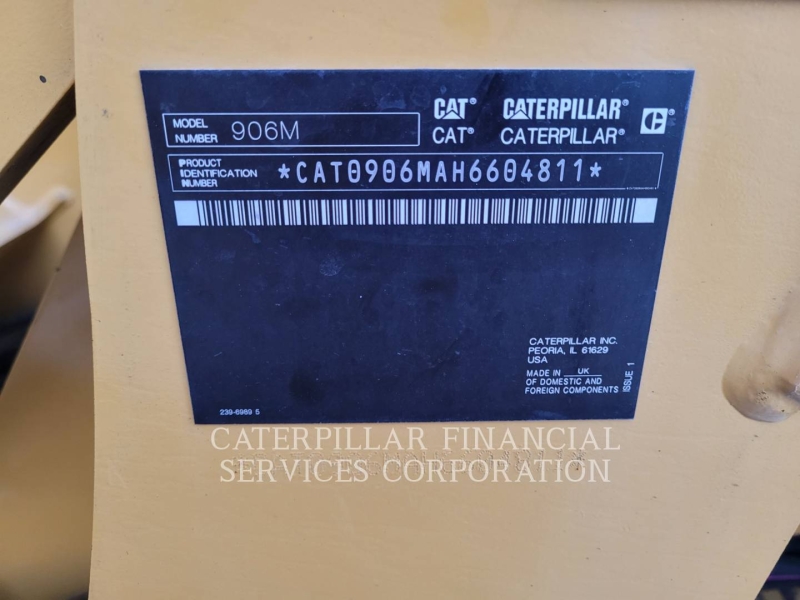 MODEL NUMBER 906M
CAT® CATERPILLAR®
CAT® CATERPILLAR®
PRODUCT IDENTIFICATION NUMBER *CAT0906MAH6604811*
CATERPILLAR INC.
PEORIA, IL 61629
USA
MADE IN UK
OF DOMESTIC AND
FOREIGN COMPONENTS
ISSUE 1
239-6989 5
CATERPILLAR FINANCIAL
SERVICES CORPORATION